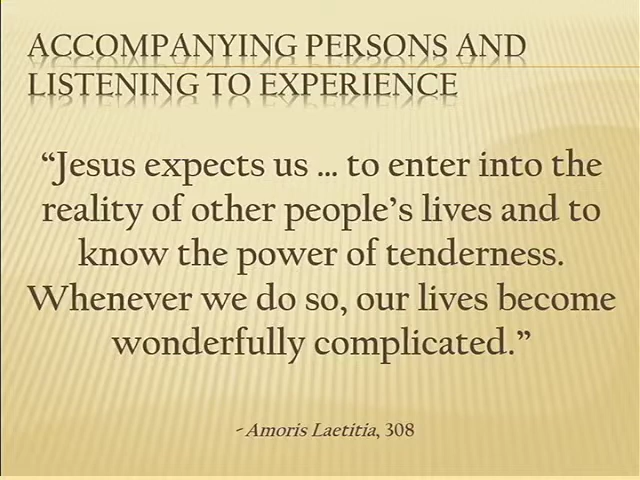 ACCOMPANYING PERSONS AND
LISTENING TO EXPERIENCE
“Jesus expects us ... to enter into the
reality of other people’s lives and to
know the power of tenderness.
Whenever we do so, our lives become
wonderfully complicated.”
- Amoris Laetitia, 308